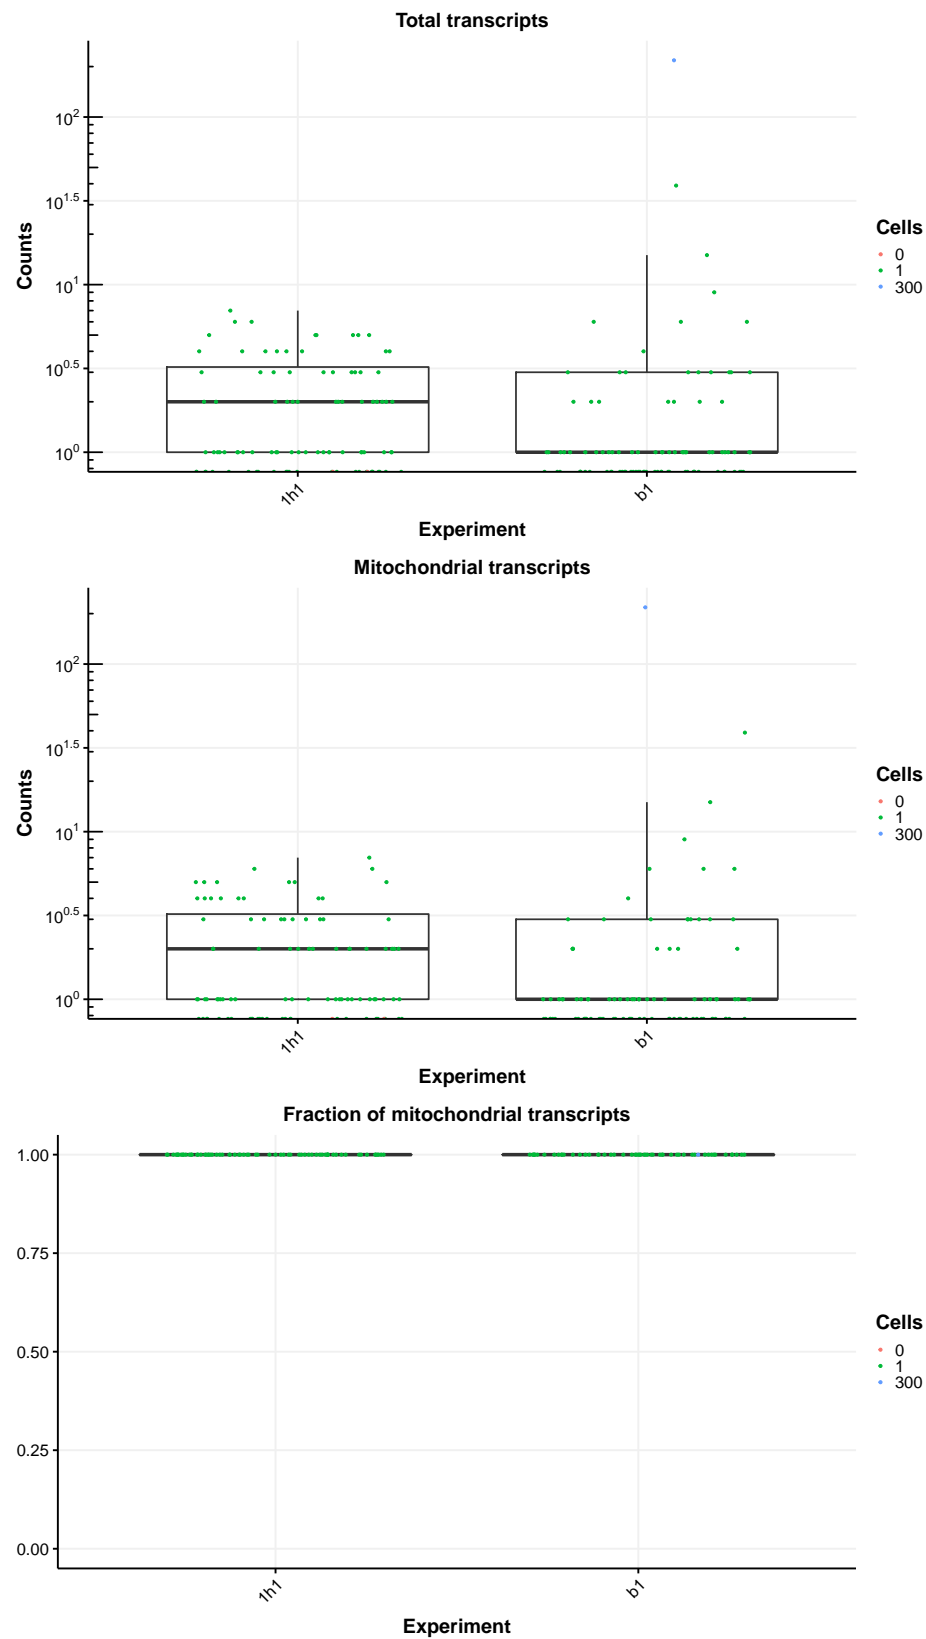 Total transcripts
Counts
10^2
10^1.5
10^1
10^0.5
10^0
1h1
b1
Experiment
Cells
0
1
300
Mitochondrial transcripts
Counts
10^2
10^1.5
10^1
10^0.5
10^0
1h1
b1
Experiment
Cells
0
1
300
Fraction of mitochondrial transcripts
1.00
0.75
0.50
0.25
0.00
1h1
b1
Experiment
Cells
0
1
300